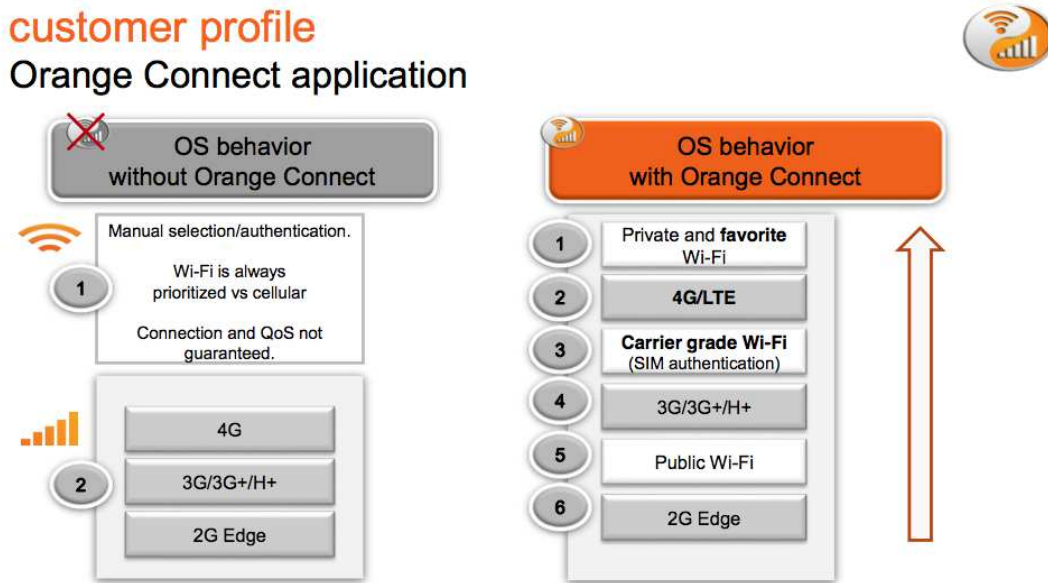 customer profile
Orange Connect application
OS behavior
without Orange Connect
Manual selection/authentication.
1
Wi-Fi is always
prioritized vs cellular
Connection and QoS not
guaranteed.
2
4G
3G/3G+/H+
2G Edge
OS behavior
with Orange Connect
1
Private and favorite
Wi-Fi
2
4G/LTE
3
Carrier grade Wi-Fi
(SIM authentication)
4
3G/3G+/H+
5
Public Wi-Fi
6
2G Edge